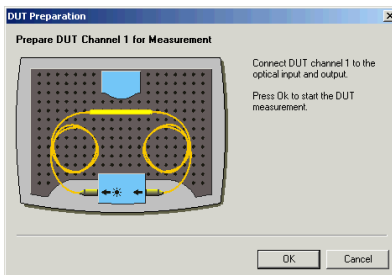 DUT Preparation
Prepare DUT Channel 1 for Measurement
Connect DUT channel 1 to the
optical input and output.
Press Ok to start the DUT
measurement.
OK
Cancel